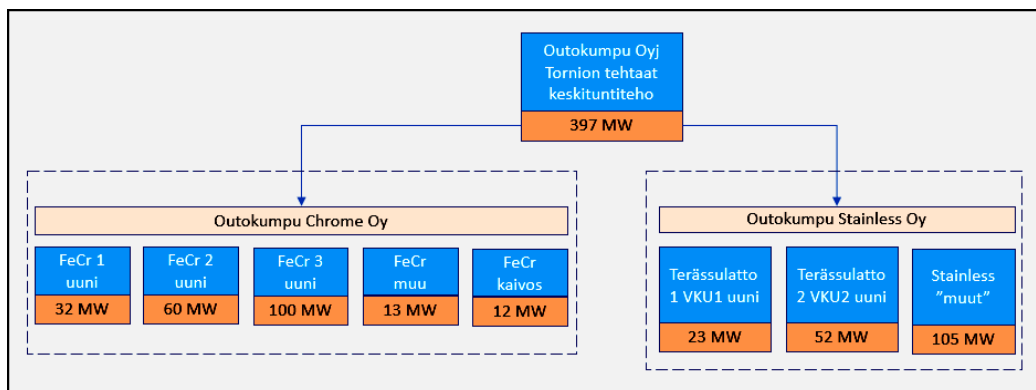 Outokumpu Oyj
Tornion tehtaat
keskituntiteho
397 MW
Outokumpu Chrome Oy
FeCr 1
uuni
32 MW
FeCr 2
uuni
60 MW
FeCr 3
uuni
100 MW
FeCr
muu
13 MW
FeCr
kaivos
12 MW
Outokumpu Stainless Oy
Terässulatto
1 VKU1 uuni
23 MW
Terässulatto
2 VKU2 uuni
52 MW
Stainless
”muut”
105 MW